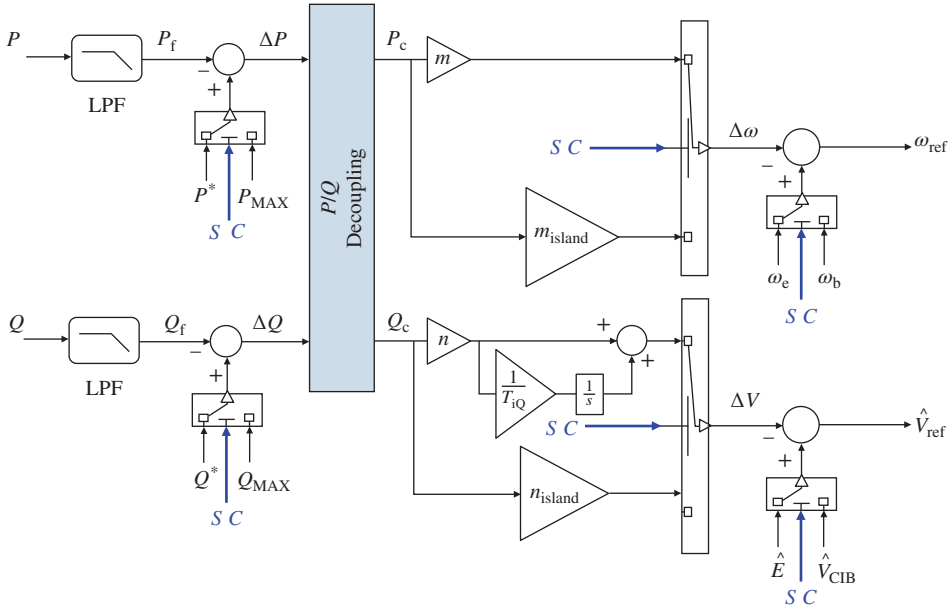 P
LPF
P_f
−
+
ΔP
P*
P_MAX
S C
P/Q Decoupling
P_c
m
m_island
S C
Δω
−
+
ω_ref
ω_e
ω_b
S C
Q
LPF
Q_f
−
+
ΔQ
Q*
Q_MAX
S C
Q_c
n
1/T_iQ
1/s
+
+
S C
n_island
ΔV
−
+
V̂_ref
Ê
V̂_CIB
S C